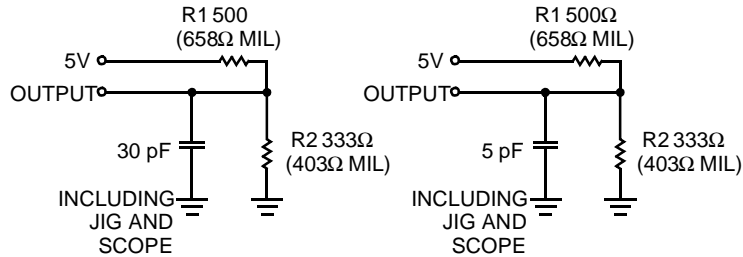 R1 500
(658Ω MIL)
5V
OUTPUT
30 pF
R2 333Ω
(403Ω MIL)
INCLUDING
JIG AND
SCOPE
R1 500Ω
(658Ω MIL)
5V
OUTPUT
5 pF
R2 333Ω
(403Ω MIL)
INCLUDING
JIG AND
SCOPE